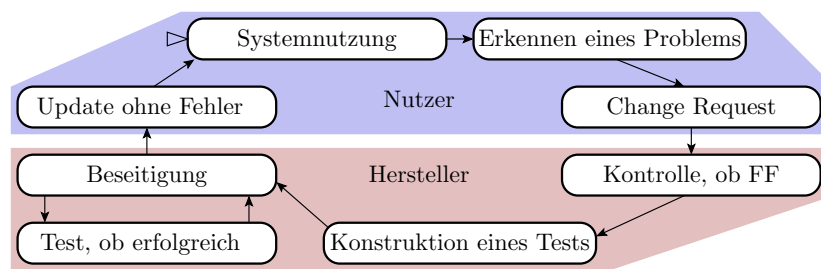 Systemnutzung
Erkennen eines Problems
Update ohne Fehler
Nutzer
Change Request
Beseitigung
Hersteller
Kontrolle, ob FF
Test, ob erfolgreich
Konstruktion eines Tests